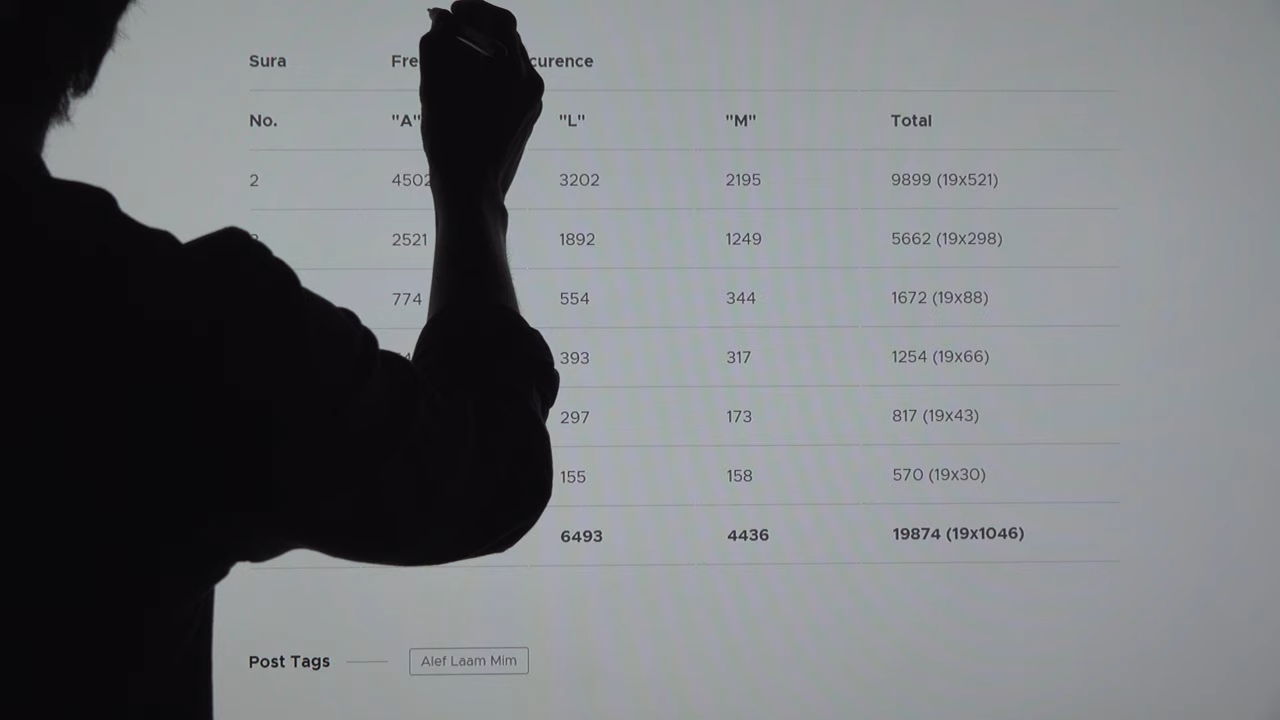 Sura Fre curence
No. "A" "L" "M" Total
2 4502 3202 2195 9899 (19x521)
2521 1892 1249 5662 (19x298)
774 554 344 1672 (19x88)
393 317 1254 (19x66)
297 173 817 (19x43)
155 158 570 (19x30)
6493 4436 19874 (19x1046)
Post Tags Alef Laam Mim